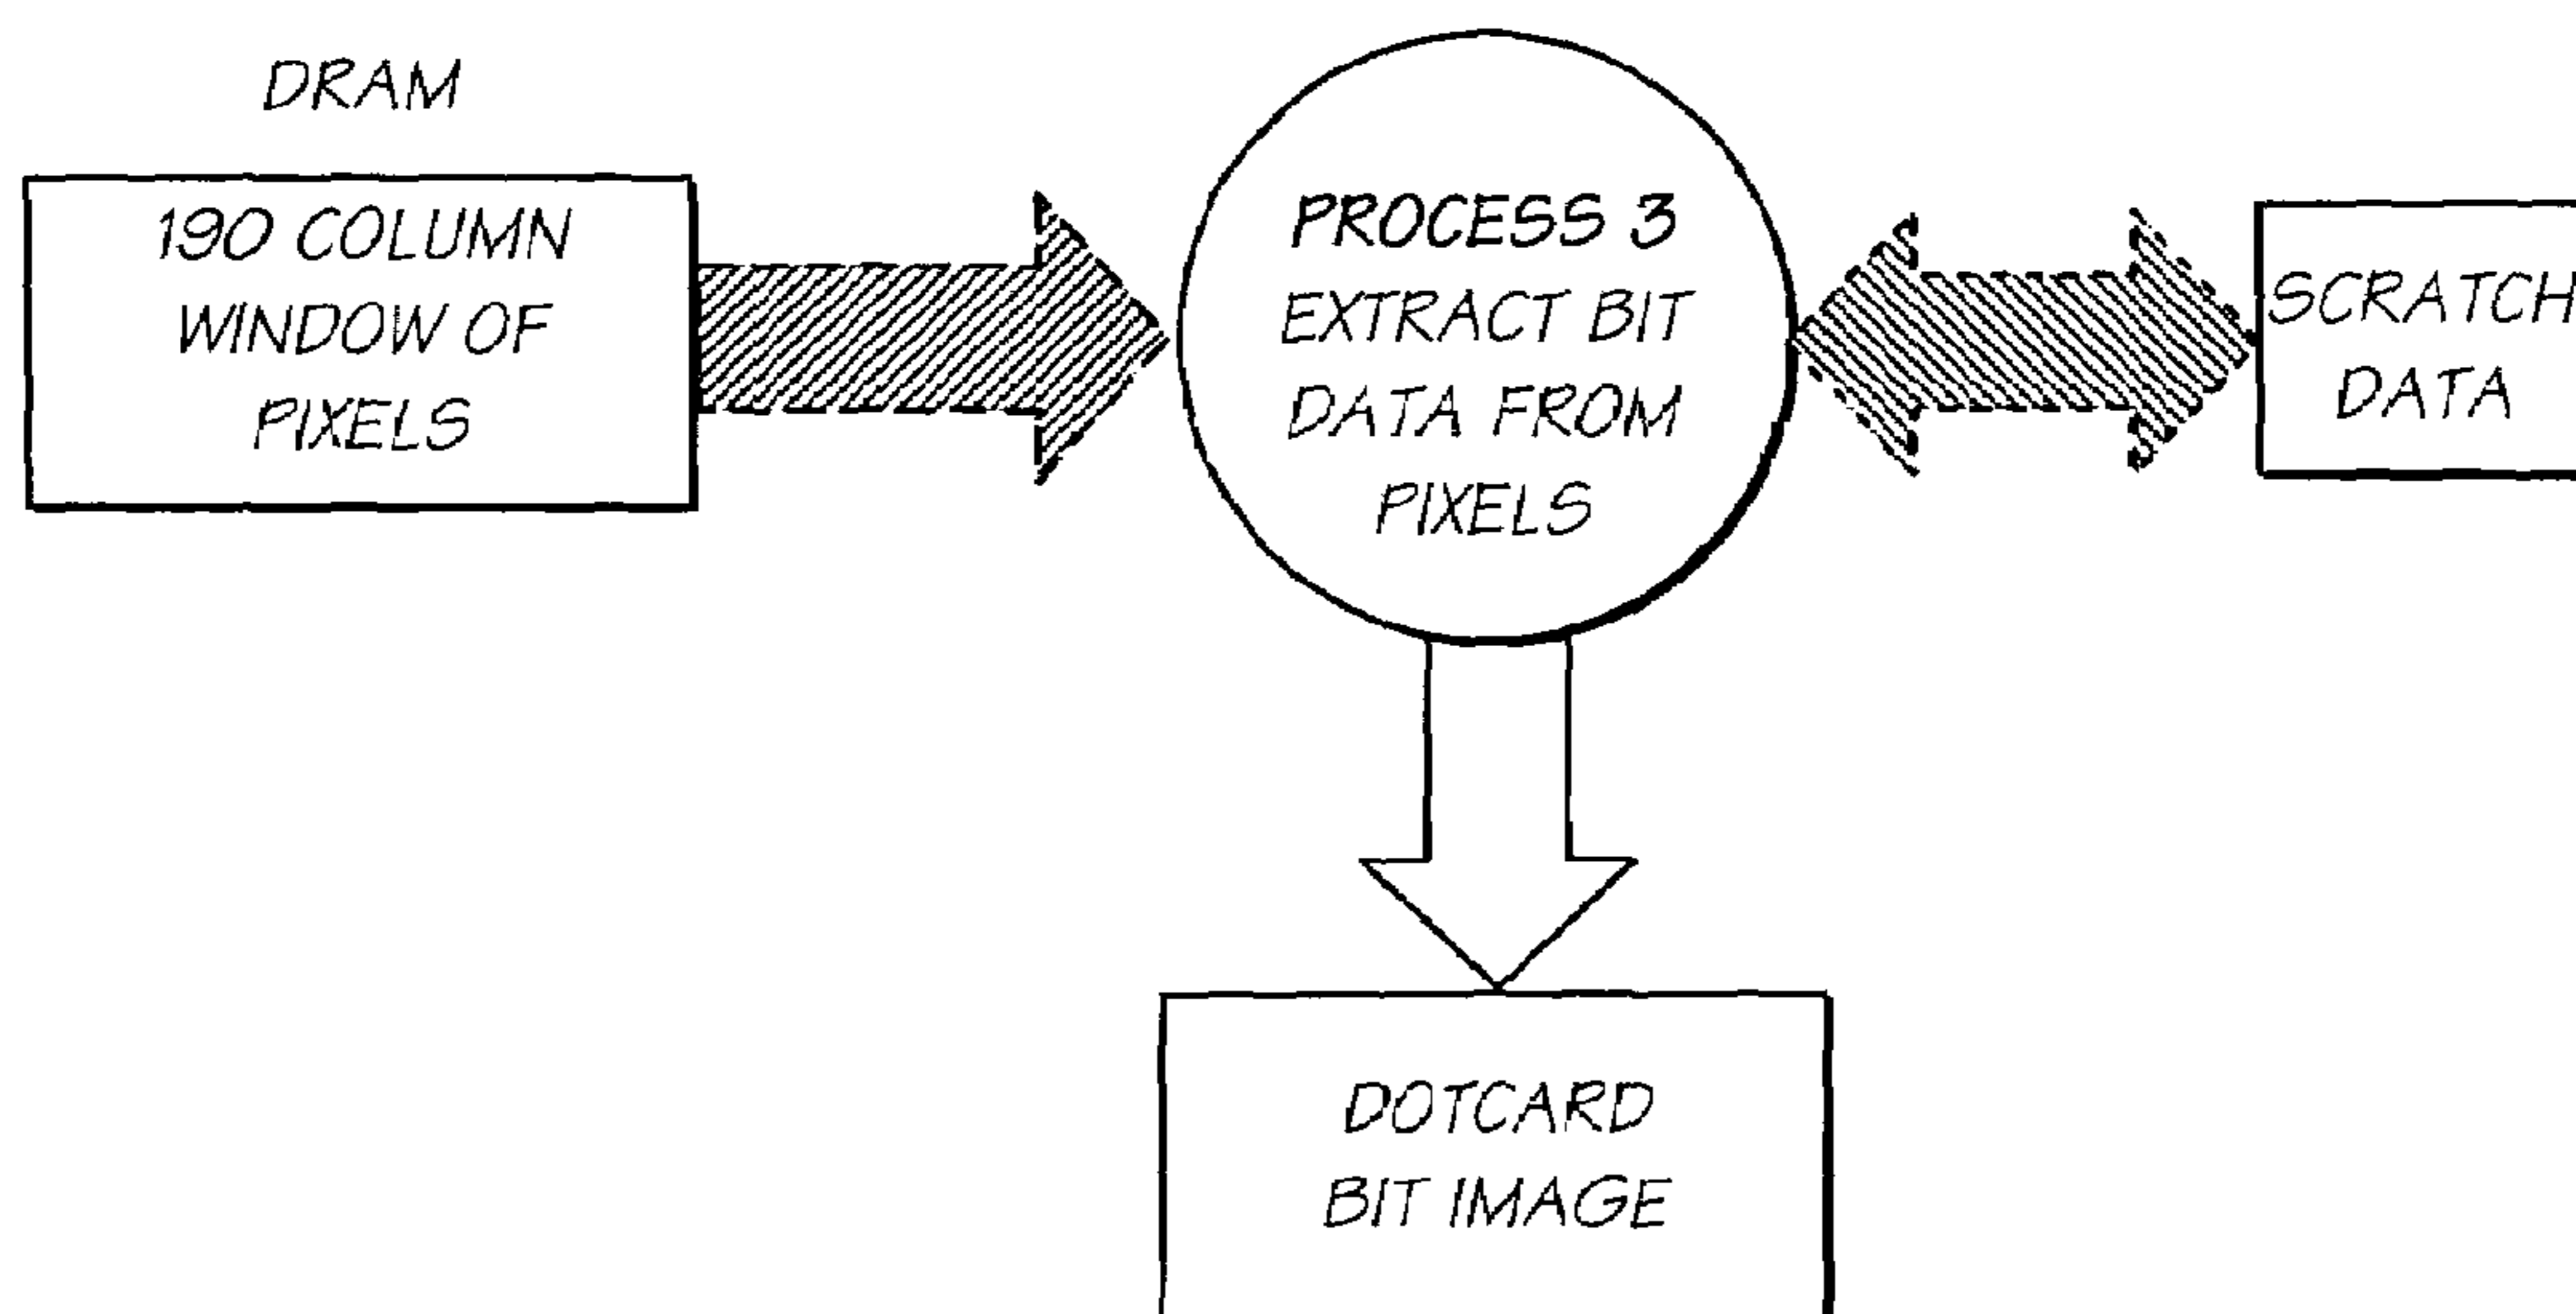 DRAM
190 COLUMN
WINDOW OF
PIXELS
PROCESS 3
EXTRACT BIT
DATA FROM
PIXELS
SCRATCH
DATA
DOTCARD
BIT IMAGE